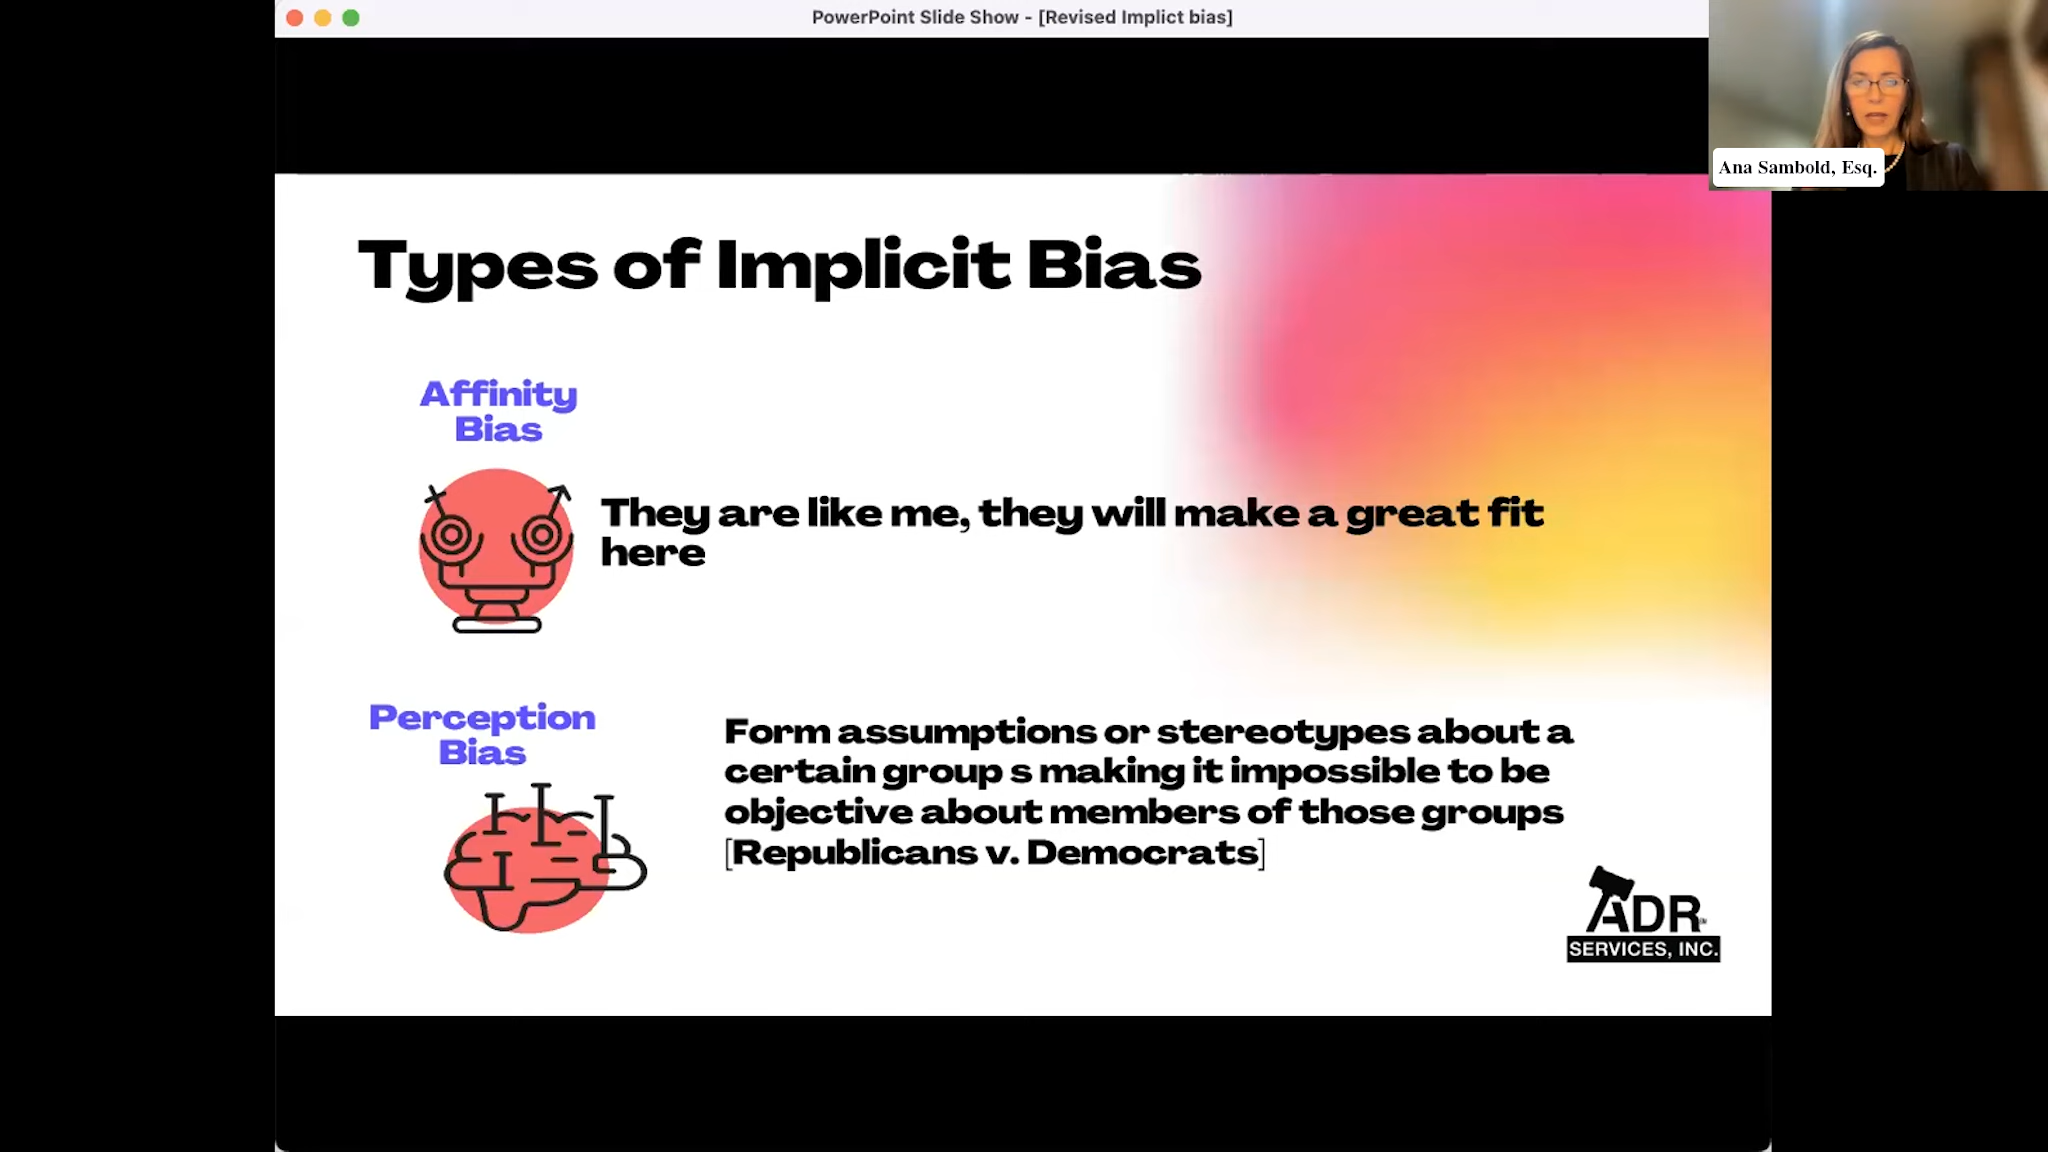 PowerPoint Slide Show - [Revised Implict bias]
Ana Sambold, Esq.
Types of Implicit Bias
Affinity
Bias
They are like me, they will make a great fit
here
Perception
Bias
Form assumptions or stereotypes about a
certain group s making it impossible to be
objective about members of those groups
[Republicans v. Democrats]
ADR
SERVICES, INC.